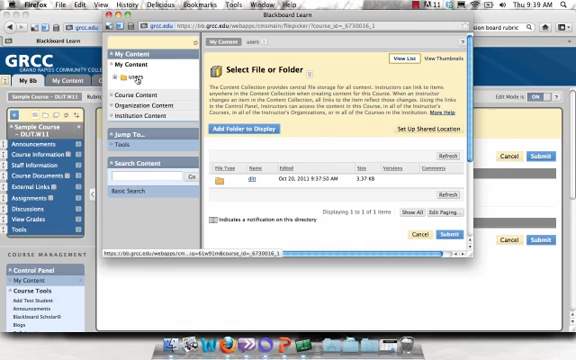 Firefox File Edit View History Delicious Bookmarks Tools Window Help
Thu 9:39 AM
Blackboard Learn
grcc.edu https://bb.grcc.edu/webapps/cmsmain/filepicker?course_id=_6730016_1
GRCC
GRAND RAPIDS COMMUNITY COLLEGE
My Bb My Content
Sample Course - DLIT.W11
Edit Mode is: ON
Sample Course - DLIT.W11
Announcements
Course Information
Staff Information
Course Documents
External Links
Assignments
Discussions
View Grades
Tools
COURSE MANAGEMENT
Control Panel
My Content
Course Tools
Add Test Student
Announcements
Blackboard Scholar®
Blogs
My Content
My Content
users
Course Content
Organization Content
Institution Content
Jump To...
Tools
Search Content
Go
Basic Search
My Content users
View List View Thumbnails
Select File or Folder
The Content Collection provides central file storage for all content. Instructors can link to items
anywhere in the Content Collection when creating content for this Course. When an Instructor
changes an item in the Content Collection, all links to the item reflect those changes. Using the links
in the Control Panel, Instructors can access the content in this Course, in all of the Instructor's
Courses, in all of the Instructor's Organizations, or in all of the Courses in the Institution. More Help
Add Folder to Display
Set Up Shared Location
Refresh
File Type Name Edited Size Versions Comments
dlit Oct 20, 2011 9:37:50 AM 3.37 KB
Refresh
Displaying 1 to 1 of 1 items Show All Edit Paging...
Indicates a notification on this directory
Cancel Submit
Cancel Submit
Cancel Submit